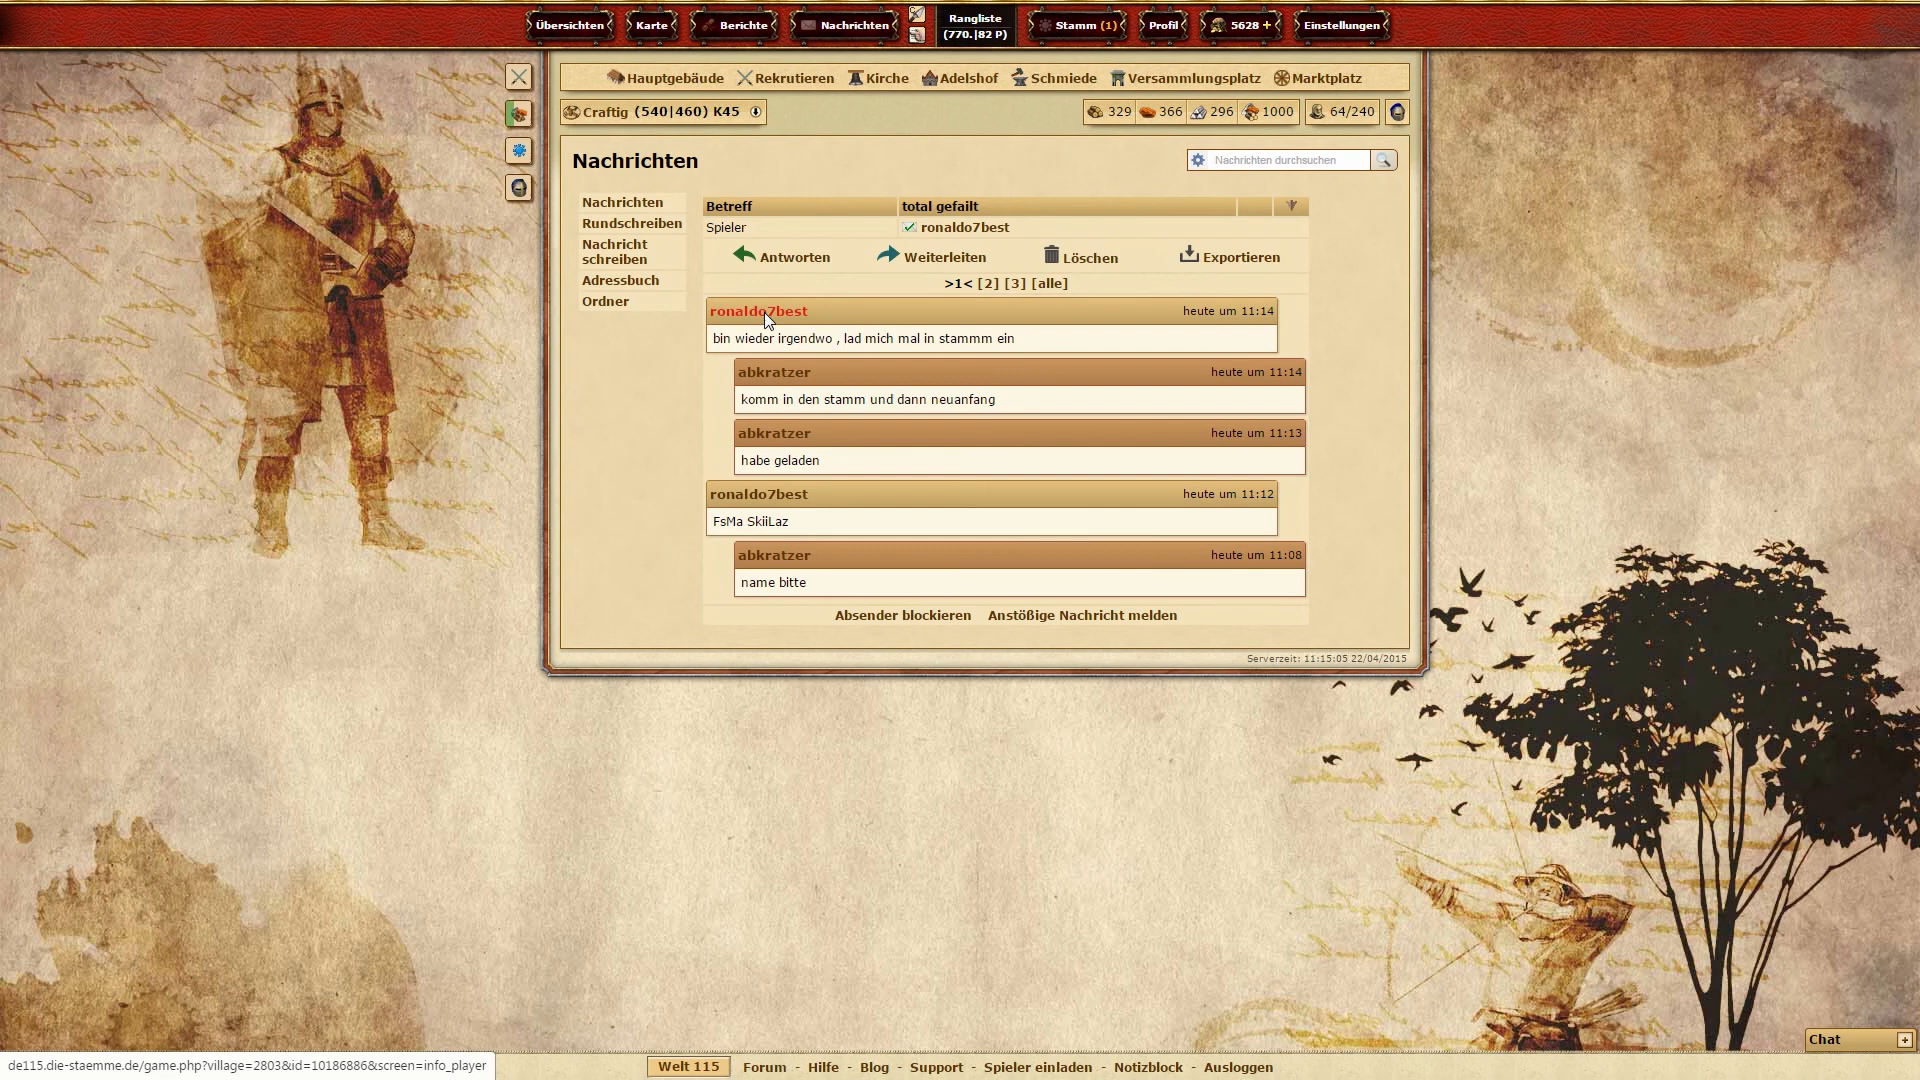 Übersichten
Karte
Berichte
Nachrichten
Rangliste
(770.|82 P)
Stamm (1)
Profil
5628 +
Einstellungen
Hauptgebäude
Rekrutieren
Kirche
Adelshof
Schmiede
Versammlungsplatz
Marktplatz
Craftig (540|460) K45
329
366
296
1000
64/240
Nachrichten
Nachrichten durchsuchen
Nachrichten
Rundschreiben
Nachricht
schreiben
Adressbuch
Ordner
Betreff total gefailt
Spieler ronaldo7best
Antworten Weiterleiten Löschen Exportieren
>1< [2] [3] [alle]
ronaldo7best heute um 11:14
bin wieder irgendwo , lad mich mal in stammm ein
abkratzer heute um 11:14
komm in den stamm und dann neuanfang
abkratzer heute um 11:13
habe geladen
ronaldo7best heute um 11:12
FsMa SkiiLaz
abkratzer heute um 11:08
name bitte
Absender blockieren Anstößige Nachricht melden
Serverzeit: 11:15:05 22/04/2015
Chat +
de115.die-staemme.de/game.php?village=2803&id=10186886&screen=info_player
Welt 115 Forum - Hilfe - Blog - Support - Spieler einladen - Notizblock - Ausloggen